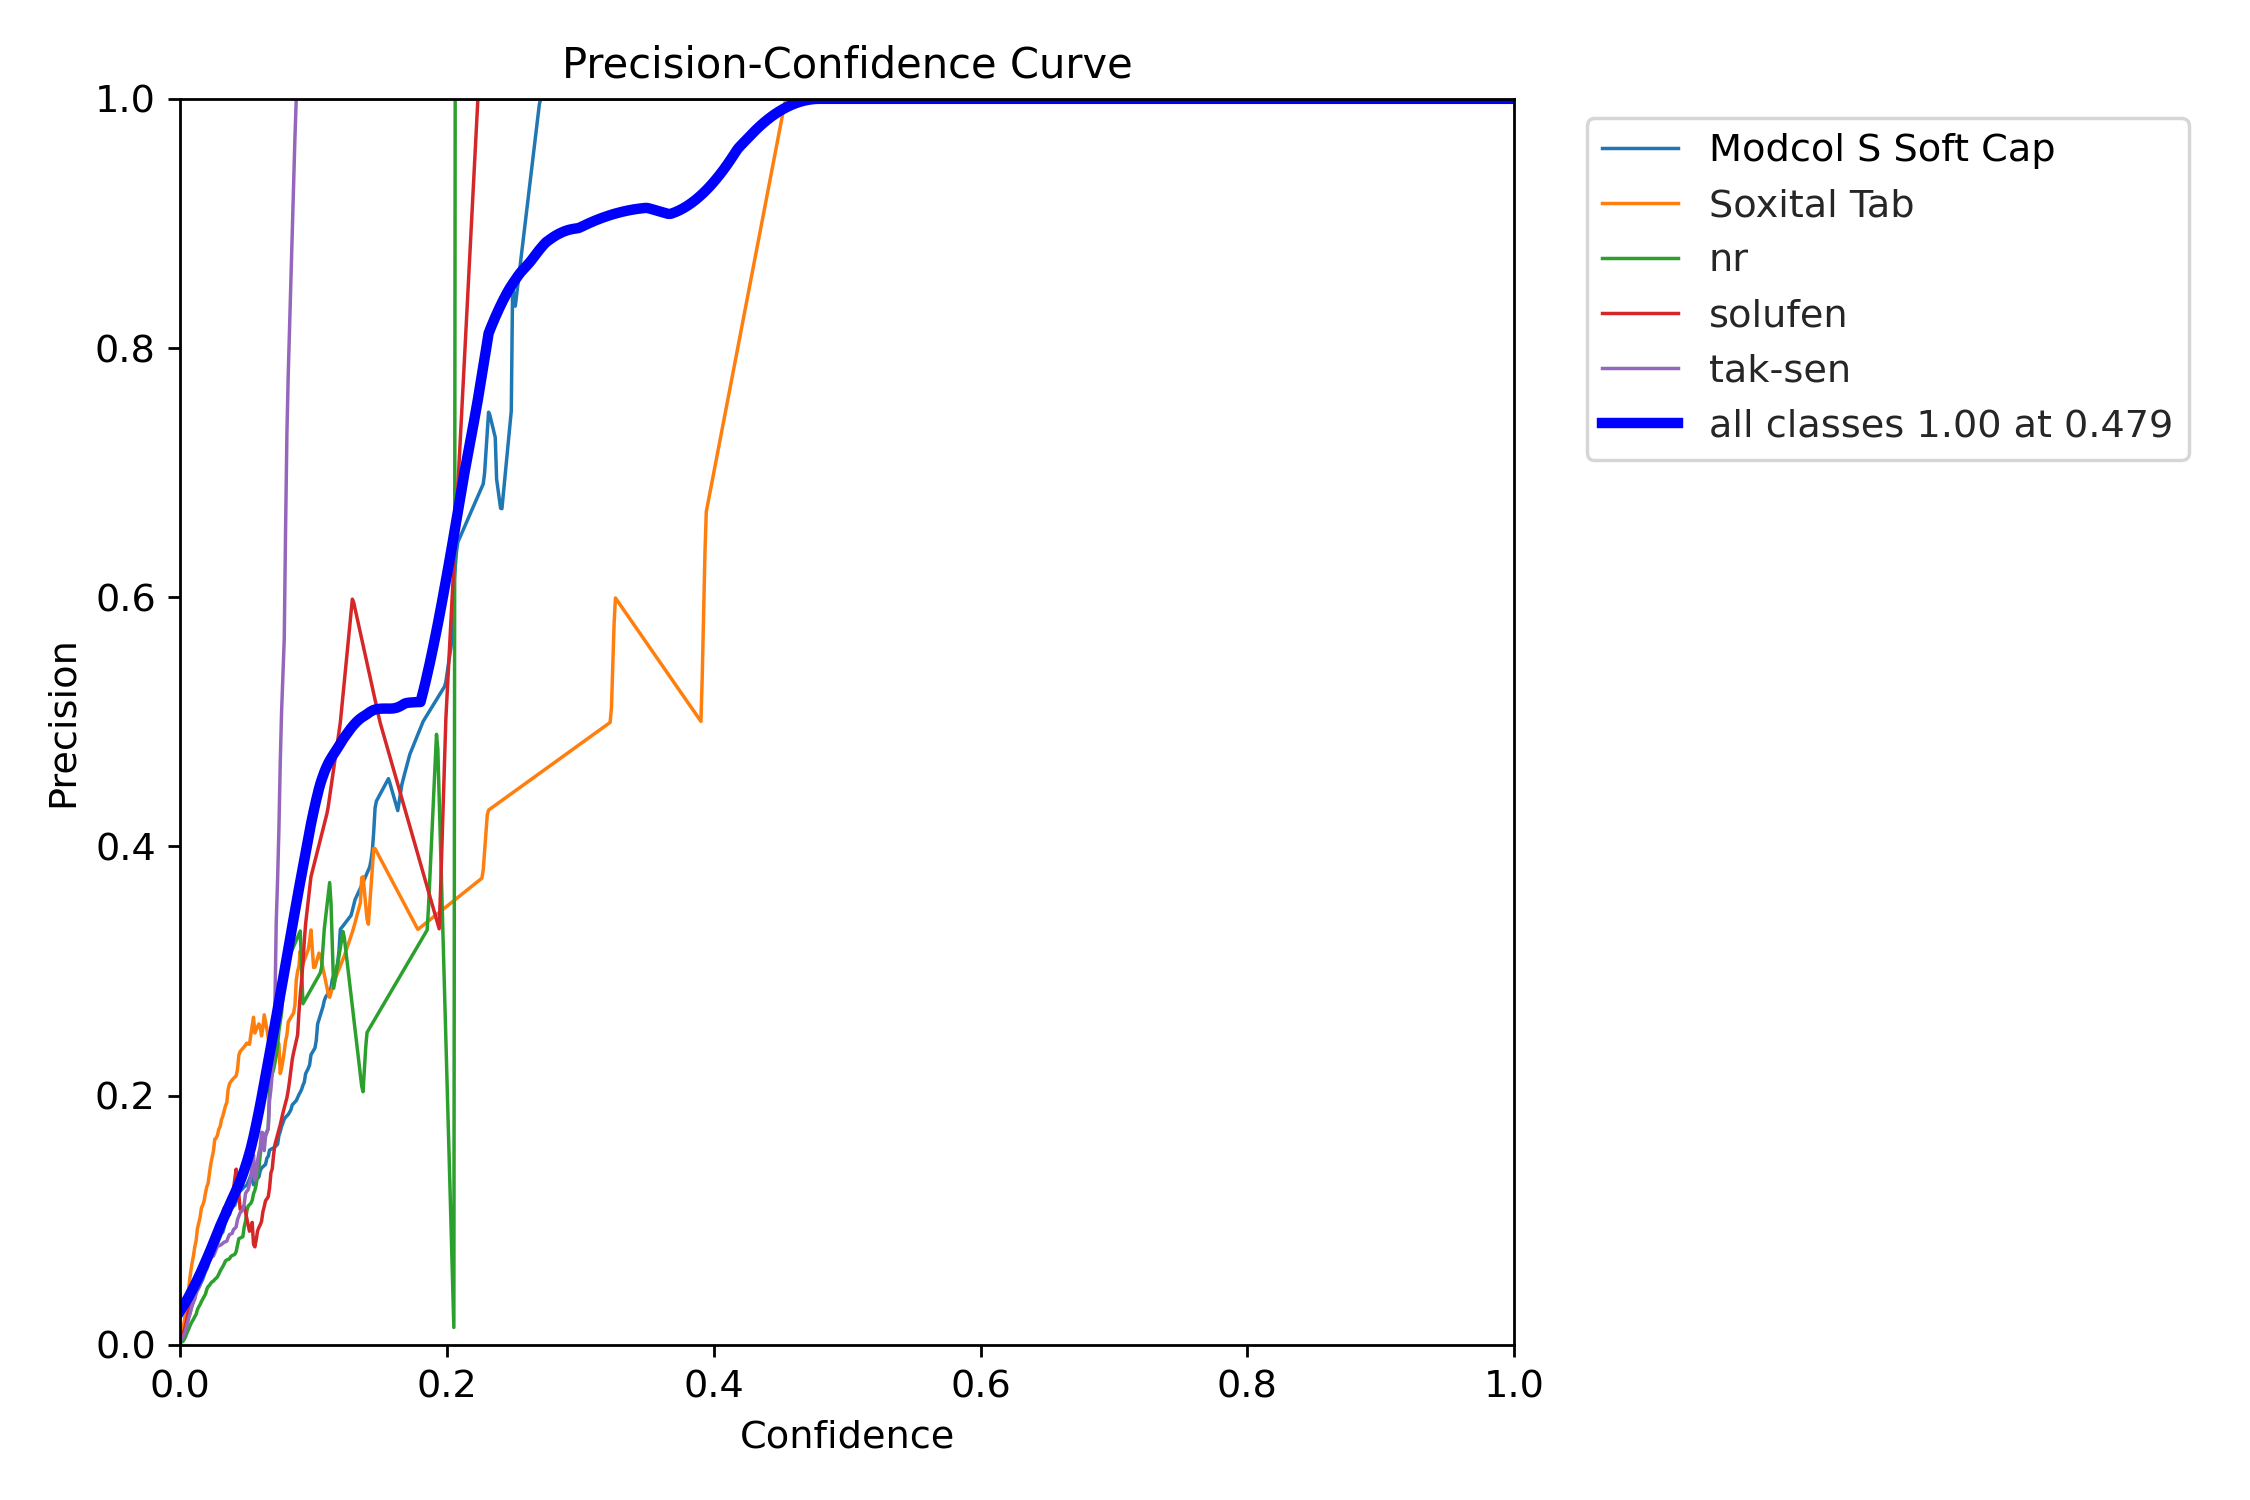 Precision-Confidence Curve
1.0
0.8
0.6
0.4
0.2
0.0
Precision
0.0 0.2 0.4 0.6 0.8 1.0
Confidence
Modcol S Soft Cap
Soxital Tab
nr
solufen
tak-sen
all classes 1.00 at 0.479